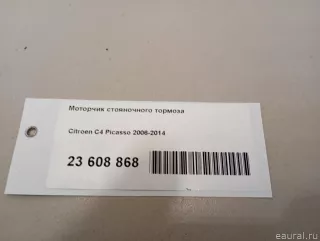 Моторчик стояночного тормоза
Citroen C4 Picasso 2006-2014
23 608 868
eaural.ru